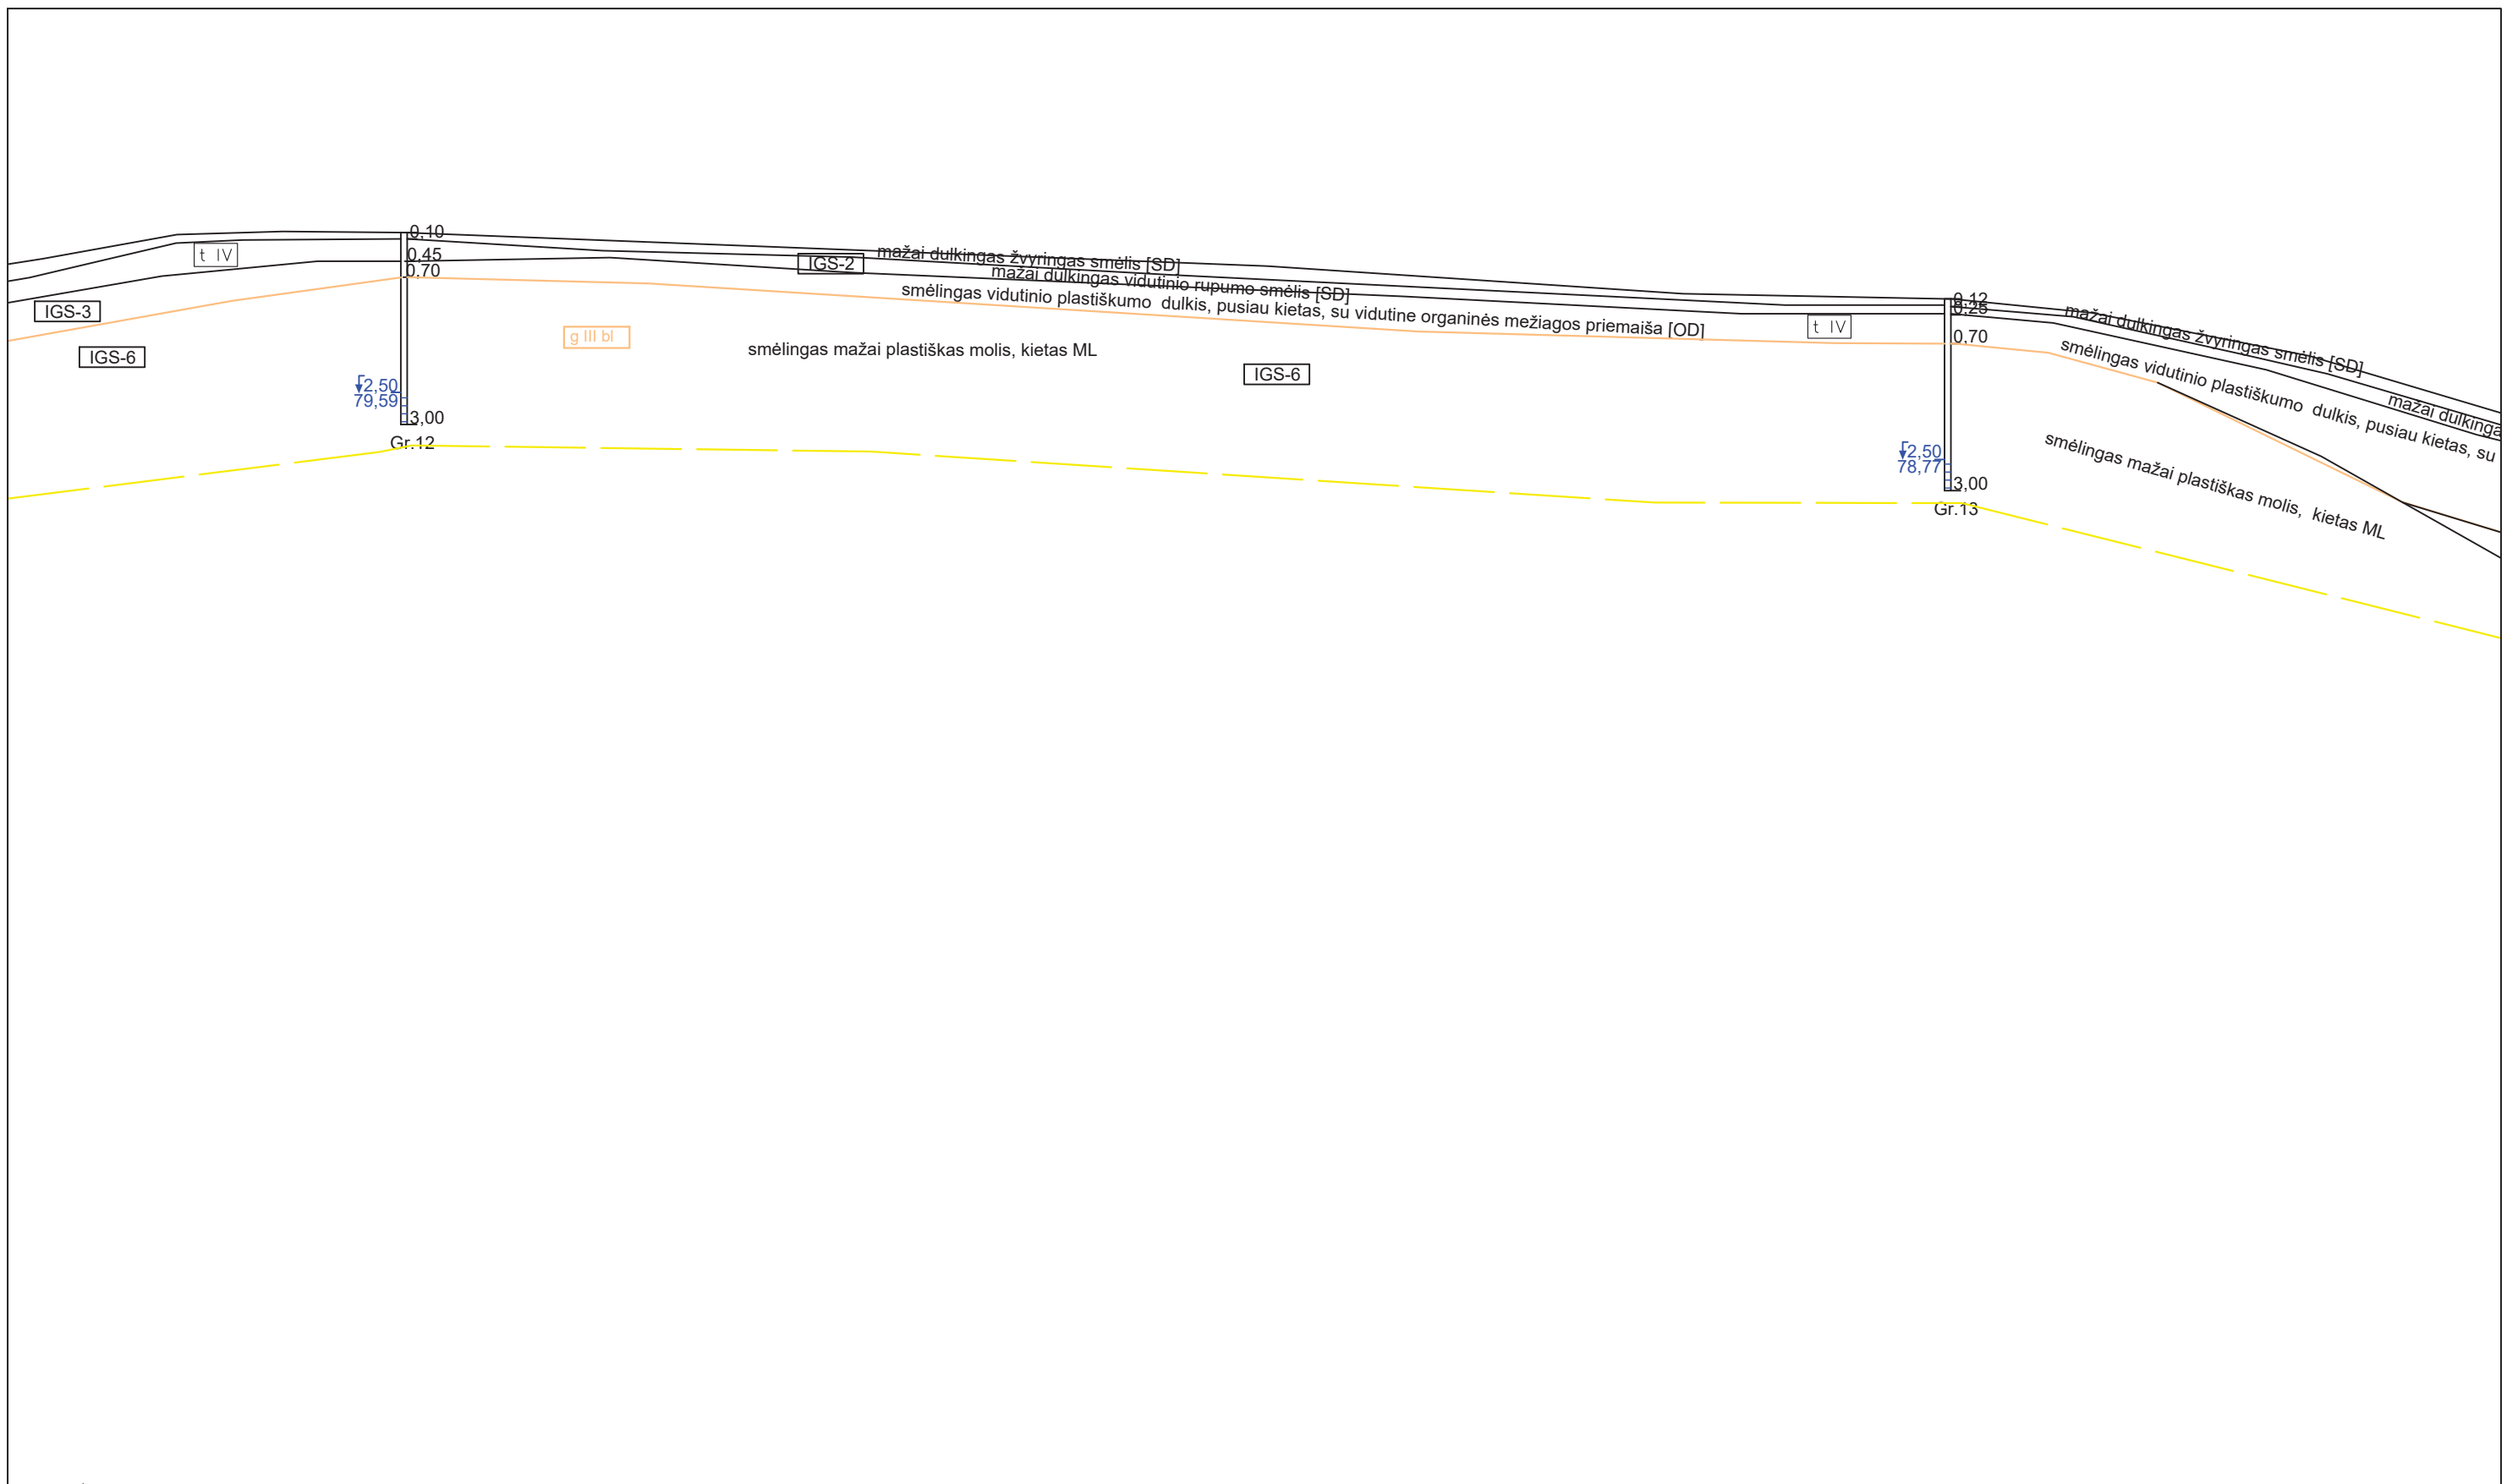 0,10
t IV
0,45
0,70
IGS-2
mažai dulkingas žvyringas smėlis [SD]
mažai dulkingas vidutinio rupumo smėlis [SD]
smėlingas vidutinio plastiškumo dulkis, pusiau kietas, su vidutine organinės mežiagos priemaiša [OD]
IGS-3
IGS-6
g III bl
smėlingas mažai plastiškas molis, kietas ML
IGS-6
t IV
0,12
0,25
0,70
mažai dulkingas žvyringas smėlis [SD]
smėlingas vidutinio plastiškumo dulkis, pusiau kietas, su
mažai dulkinga
smėlingas mažai plastiškas molis, kietas ML
2,50
79,59
3,00
Gr.12
2,50
78,77
3,00
Gr.13